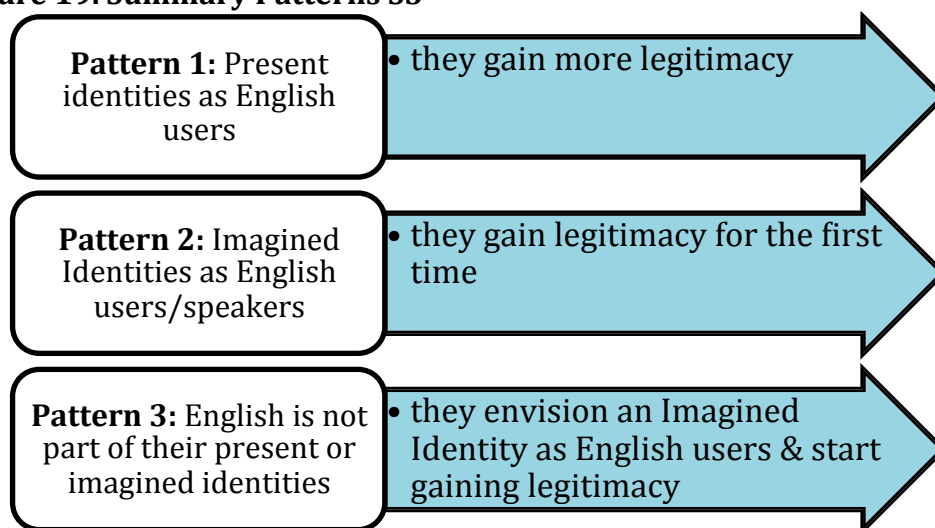 Summary Patterns
Pattern 1: Present
identities as English
users
• they gain more legitimacy
Pattern 2: Imagined
Identities as English
users/speakers
• they gain legitimacy for the first
time
Pattern 3: English is not
part of their present or
imagined identities
• they envision an Imagined
Identity as English users & start
gaining legitimacy